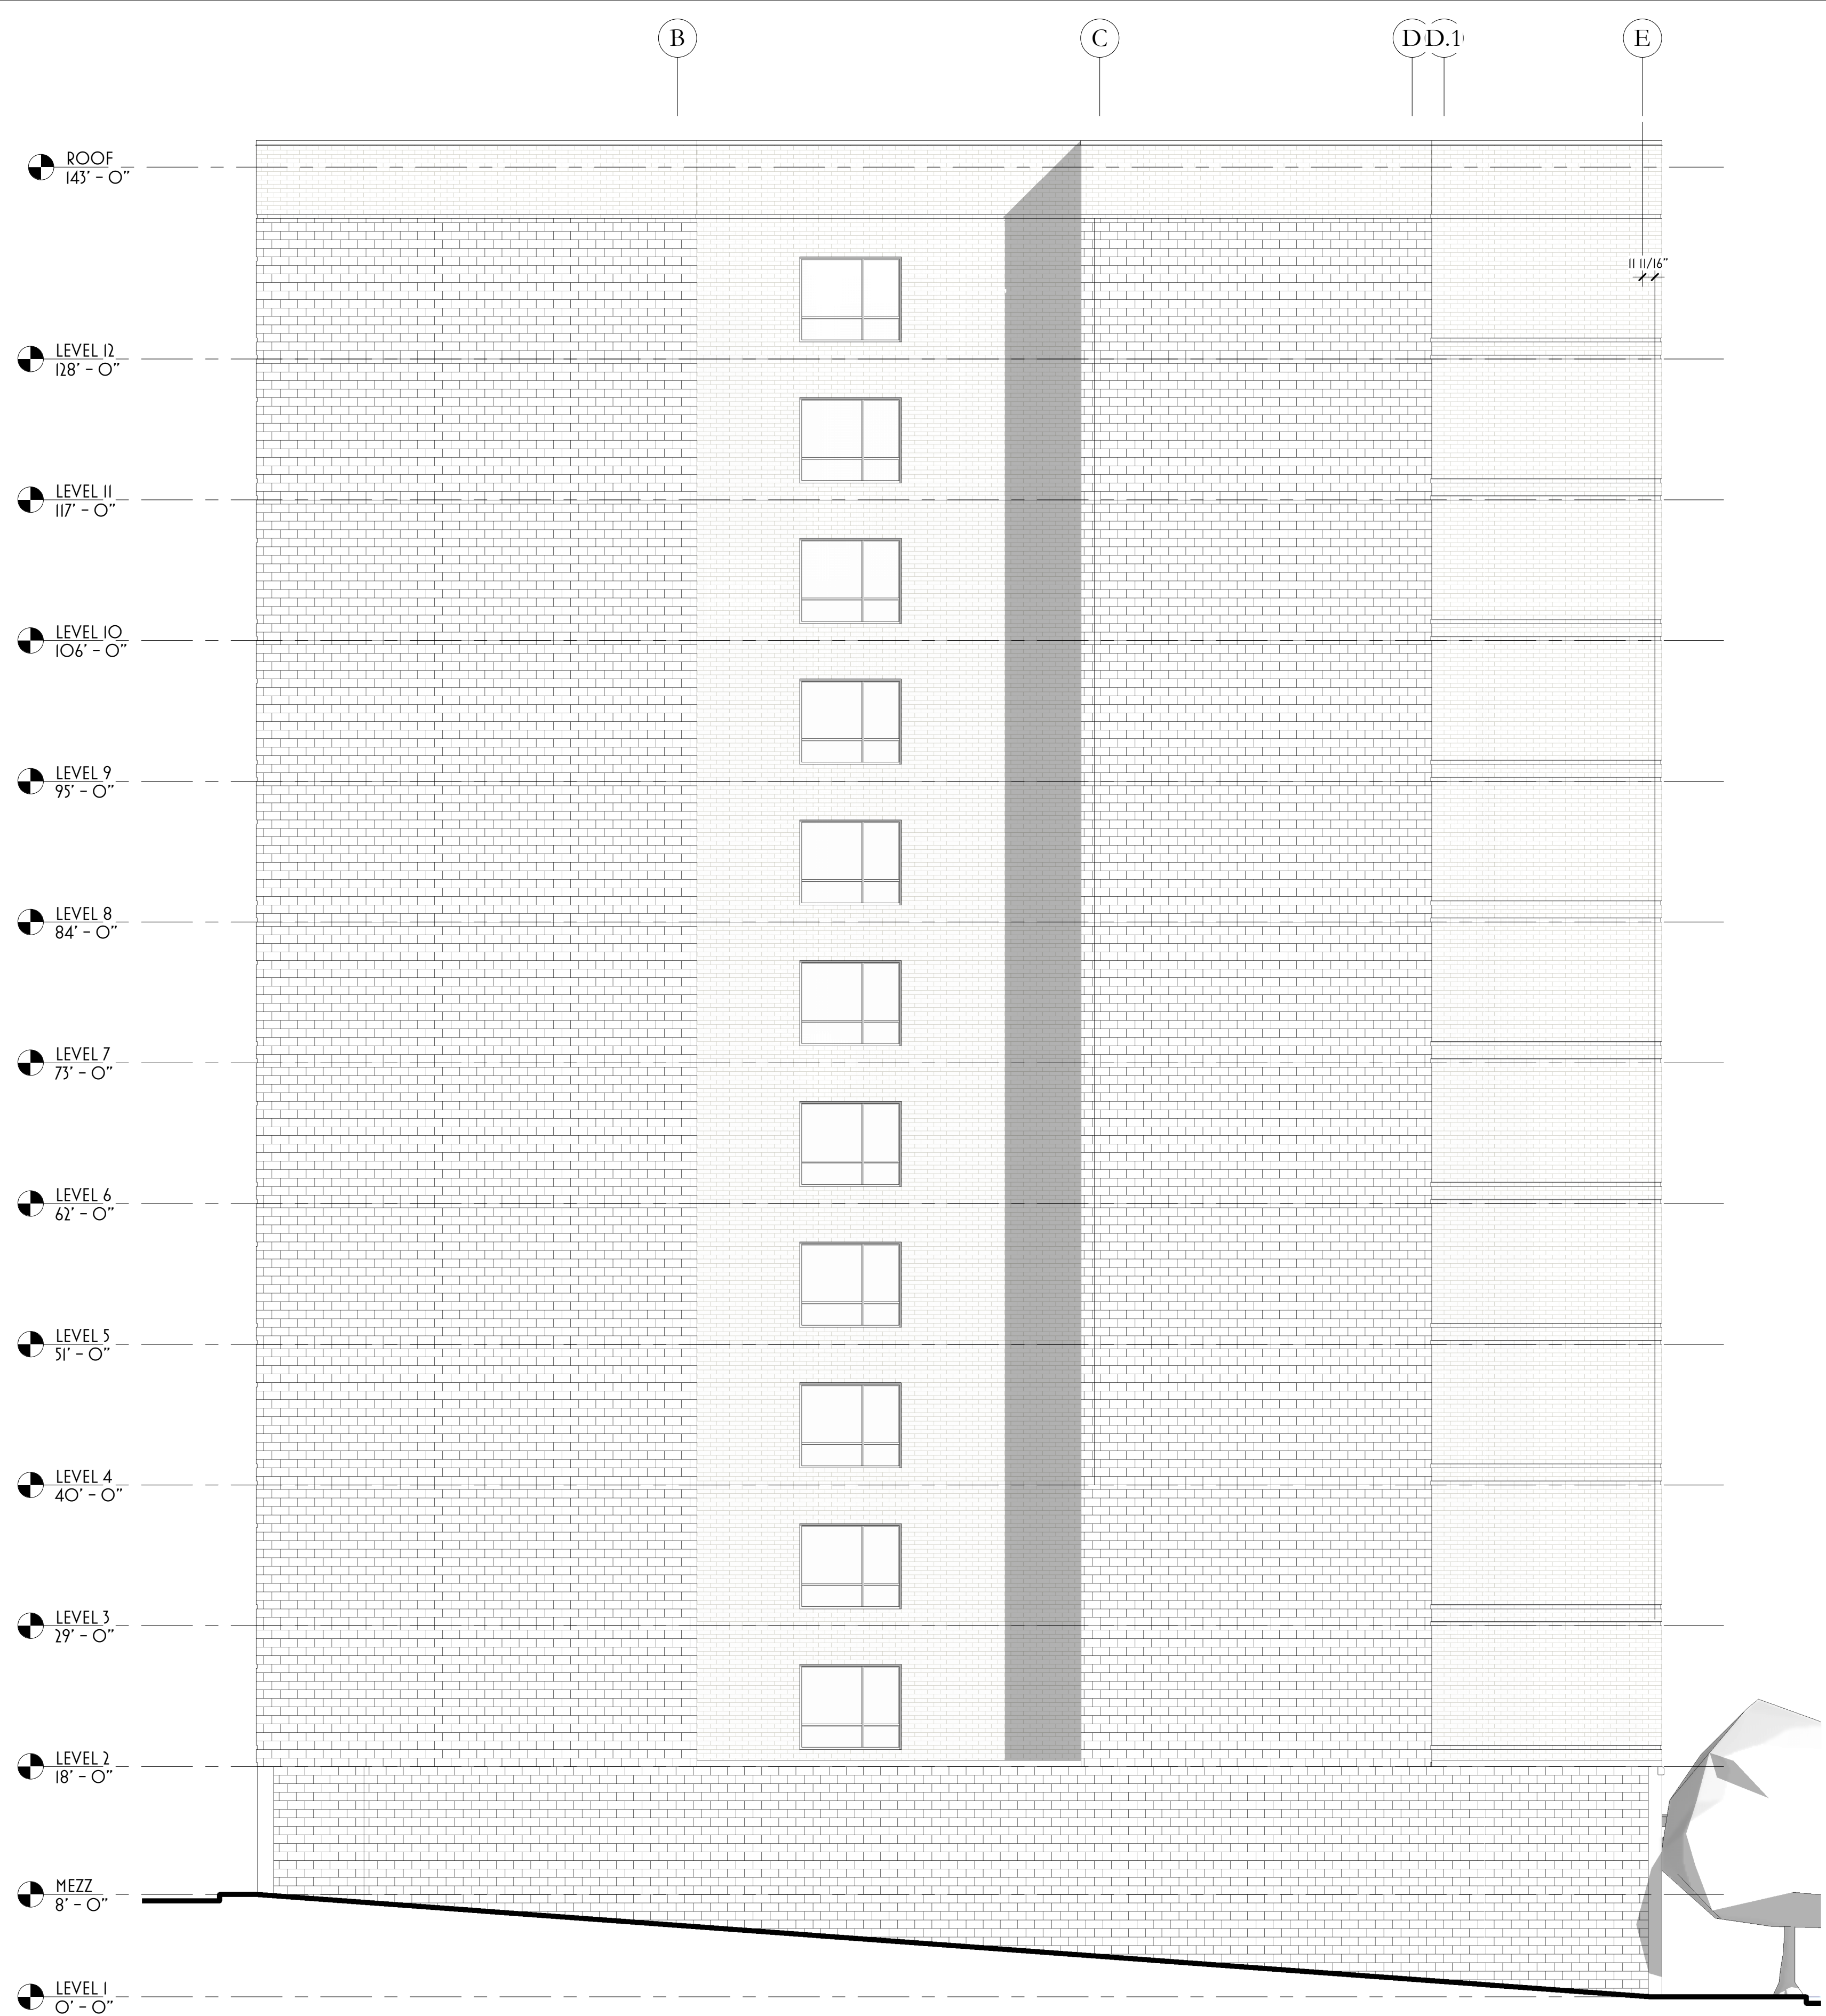 B C D D.1 E
ROOF
143' - 0"
11 11/16"
LEVEL 12
128' - 0"
LEVEL 11
117' - 0"
LEVEL 10
106' - 0"
LEVEL 9
95' - 0"
LEVEL 8
84' - 0"
LEVEL 7
73' - 0"
LEVEL 6
62' - 0"
LEVEL 5
51' - 0"
LEVEL 4
40' - 0"
LEVEL 3
29' - 0"
LEVEL 2
18' - 0"
MEZZ
8' - 0"
LEVEL 1
0' - 0"